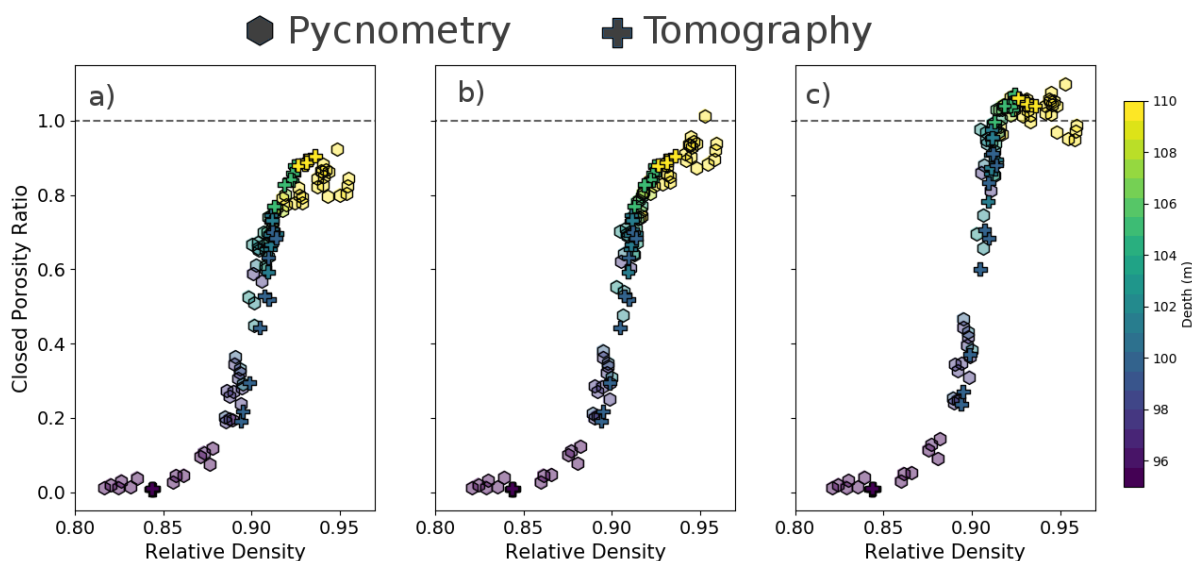 Pycnometry Tomography
a) b) c)
1.0
0.8
0.6
0.4
0.2
0.0
Closed Porosity Ratio
0.80 0.85 0.90 0.95 0.80 0.85 0.90 0.95 0.80 0.85 0.90 0.95
Relative Density Relative Density Relative Density
110
108
106
104
102
100
98
96
Depth (m)